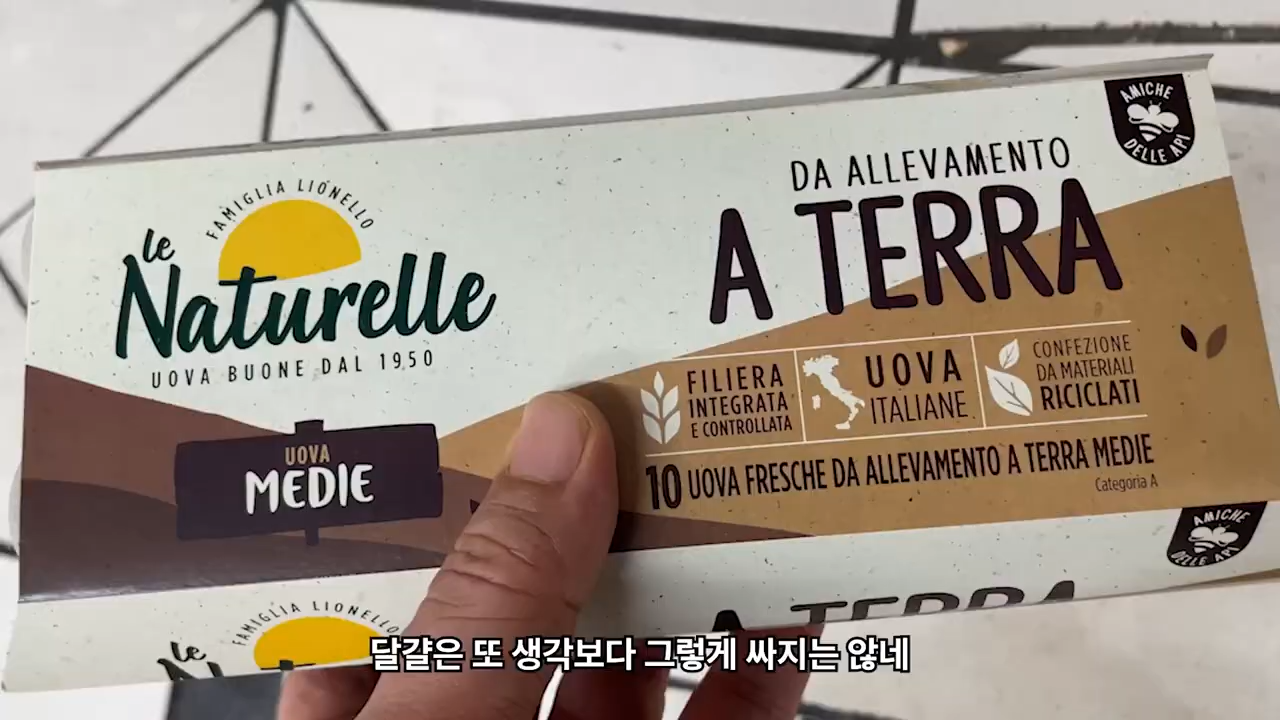 FAMIGLIA LIONELLO
le
Naturelle
UOVA BUONE DAL 1950
UOVA
MEDIE
AMICHE
DELLE API
DA ALLEVAMENTO
A TERRA
FILIERA
INTEGRATA
E CONTROLLATA
UOVA
ITALIANE
CONFEZIONE
DA MATERIALI
RICICLATI
10 UOVA FRESCHE DA ALLEVAMENTO A TERRA MEDIE
Categoria A
AMICHE
DELLE API
A TERRA
FAMIGLIA LIONELLO
le
달걀은 또 생각보다 그렇게 싸지는 않네